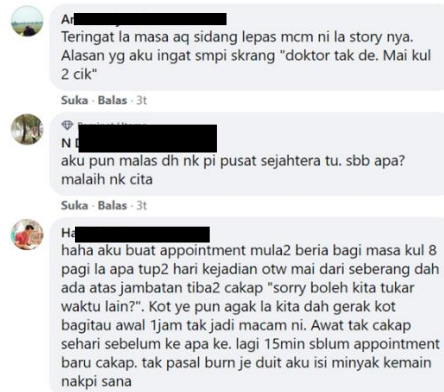 Ar
Teringat la masa aq sidang lepas mcm ni la story nya.
Alasan yg aku ingat smpi skrang "doktor tak de. Mai kul
2 cik"
Suka · Balas · 3t
N D
aku pun malas dh nk pi pusat sejahtera tu. sbb apa?
malaih nk cita
Suka · Balas · 3t
Ha
haha aku buat appointment mula2 beria bagi masa kul 8
pagi la apa tup2 hari kejadian otw mai dari seberang dah
ada atas jambatan tiba2 cakap "sorry boleh kita tukar
waktu lain?". Kot ye pun agak la kita dah gerak kot
bagitau awal 1jam tak jadi macam ni. Awat tak cakap
sehari sebelum ke apa ke. lagi 15min sblum appointment
baru cakap. tak pasal burn je duit aku isi minyak kemain
nakpi sana